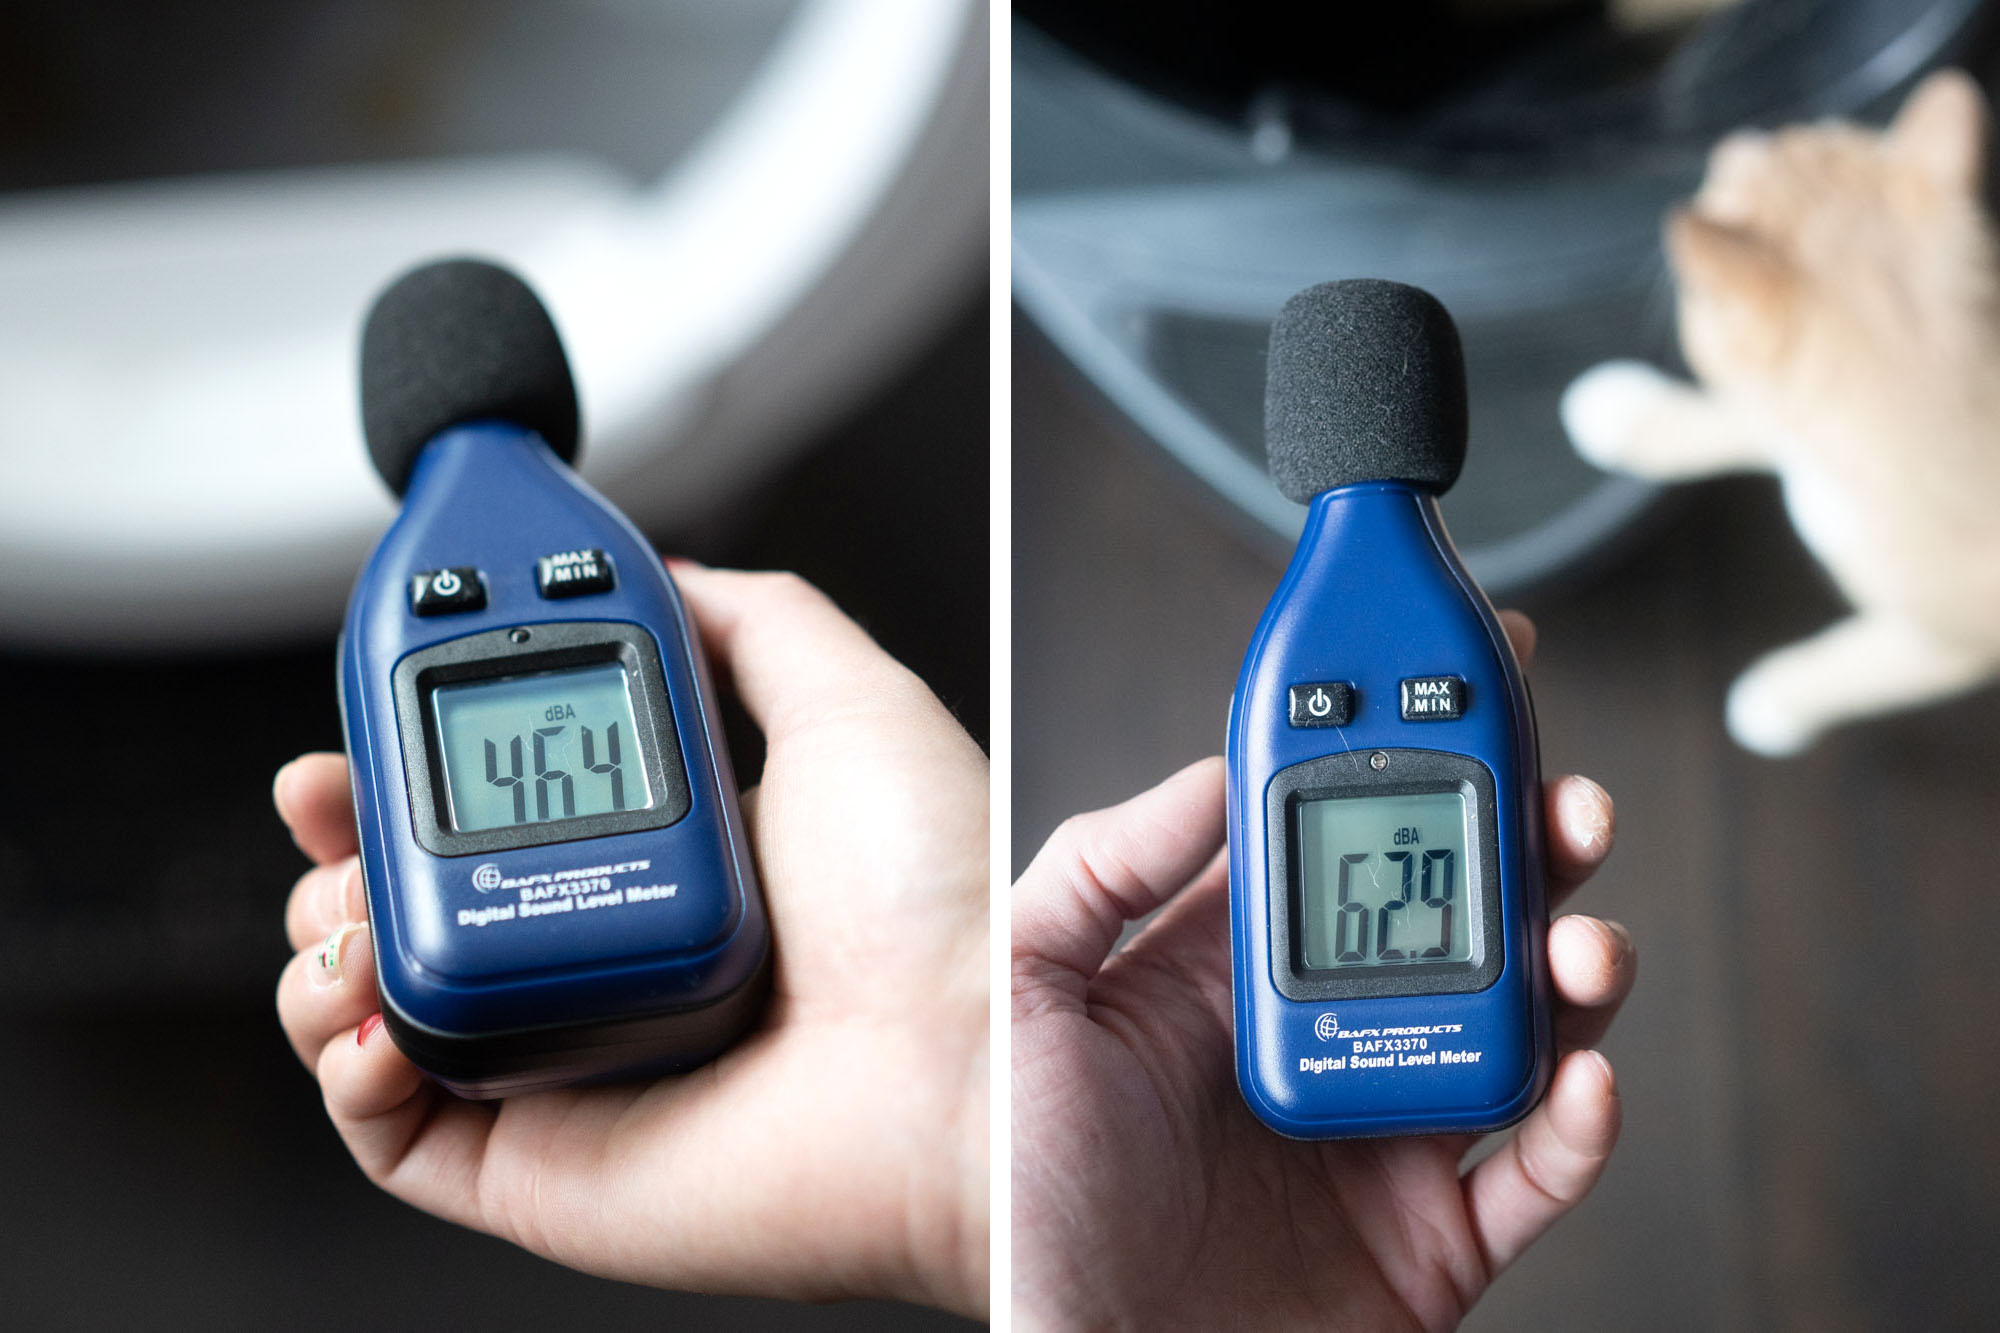 MAX
MIN
dBA
46.4
BAFX PRODUCTS
BAFX3370
Digital Sound Level Meter
MAX
MIN
dBA
62.9
BAFX PRODUCTS
BAFX3370
Digital Sound Level Meter